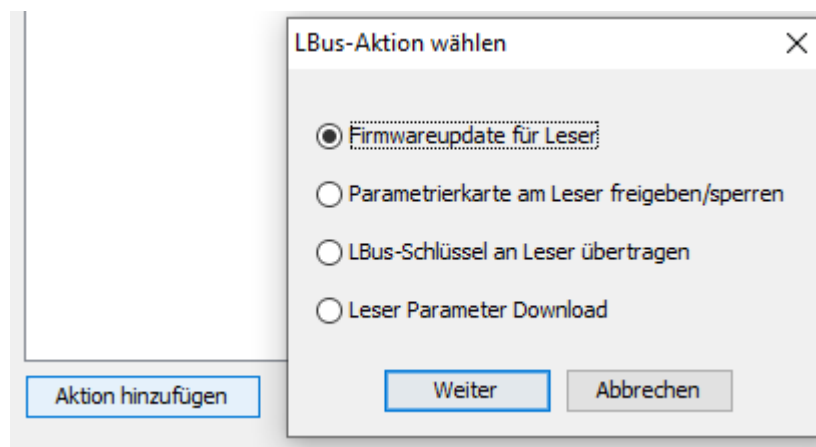 LBus-Aktion wählen
Firmwareupdate für Leser
Parametrierkarte am Leser freigeben/sperren
LBus-Schlüssel an Leser übertragen
Leser Parameter Download
Aktion hinzufügen
Weiter
Abbrechen